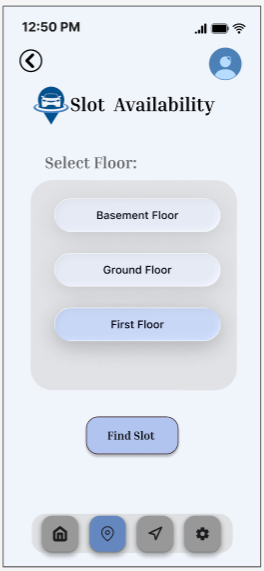 12:50 PM
Slot Availability
Select Floor:
Basement Floor
Ground Floor
First Floor
Find Slot